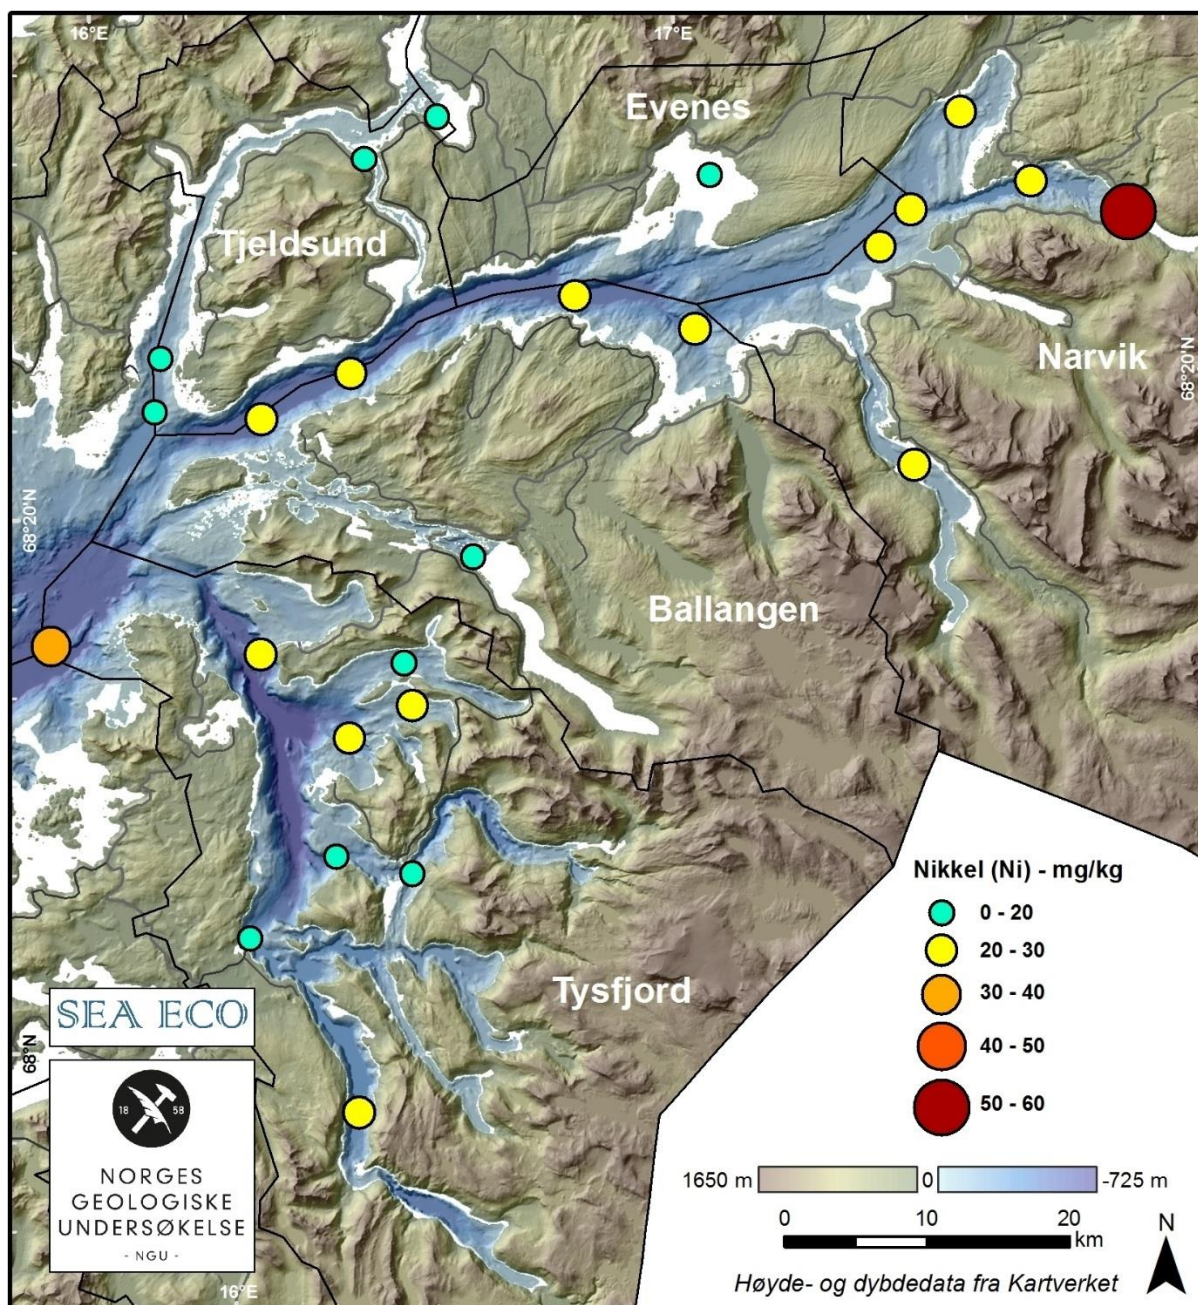 16°E
17°E
Evenes
Tjeldsund
Narvik
68°20'N
68°20'N
Ballangen
Nikkel (Ni) - mg/kg
0 - 20
20 - 30
30 - 40
40 - 50
50 - 60
Tysfjord
SEA ECO
68°N
18 58
NORGES
GEOLOGISKE
UNDERSØKELSE
- NGU -
1650 m 0 -725 m
0 10 20
km
N
16°E
Høyde- og dybdedata fra Kartverket